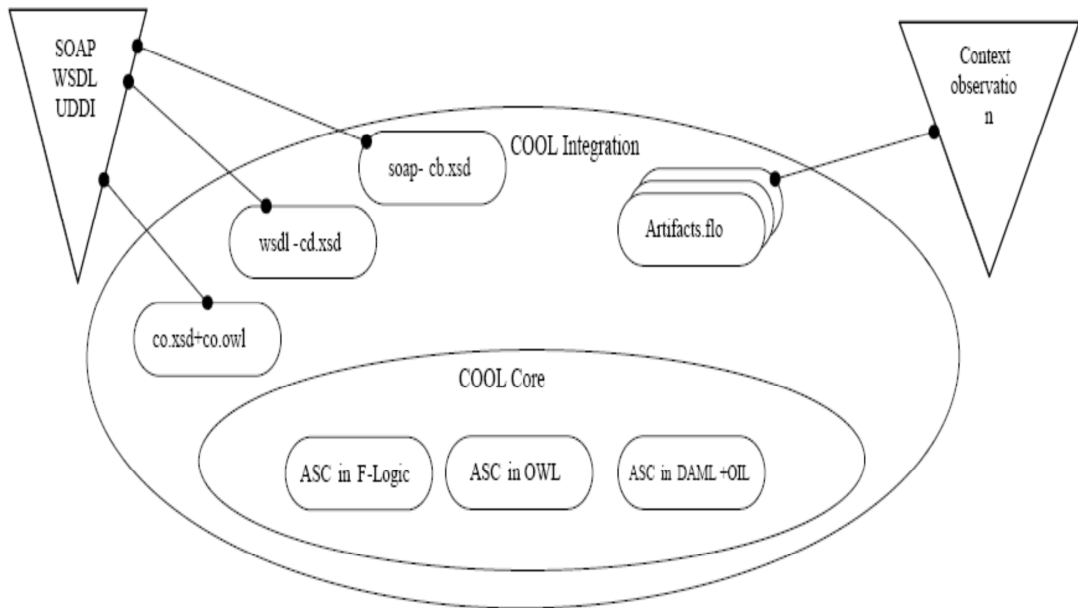 SOAP
WSDL
UDDI
Context
observatio
n
COOL Integration
soap- cb.xsd
wsdl -cd.xsd
Artifacts.flo
co.xsd+co.owl
COOL Core
ASC in F-Logic
ASC in OWL
ASC in DAML +OIL